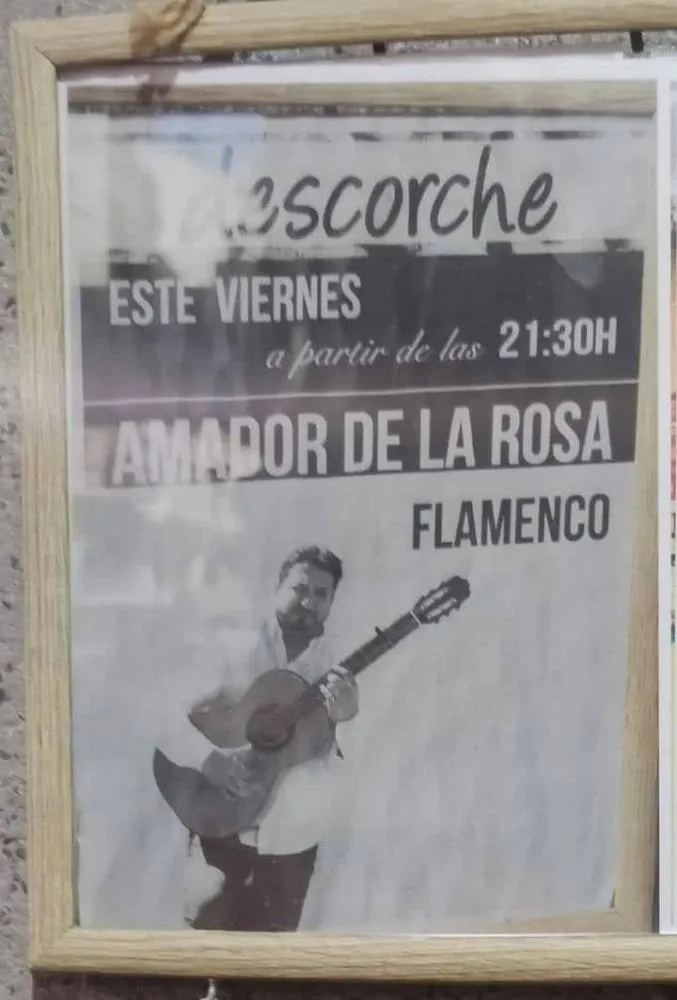 descorche
ESTE VIERNES
a partir de las 21:30H
AMADOR DE LA ROSA
FLAMENCO